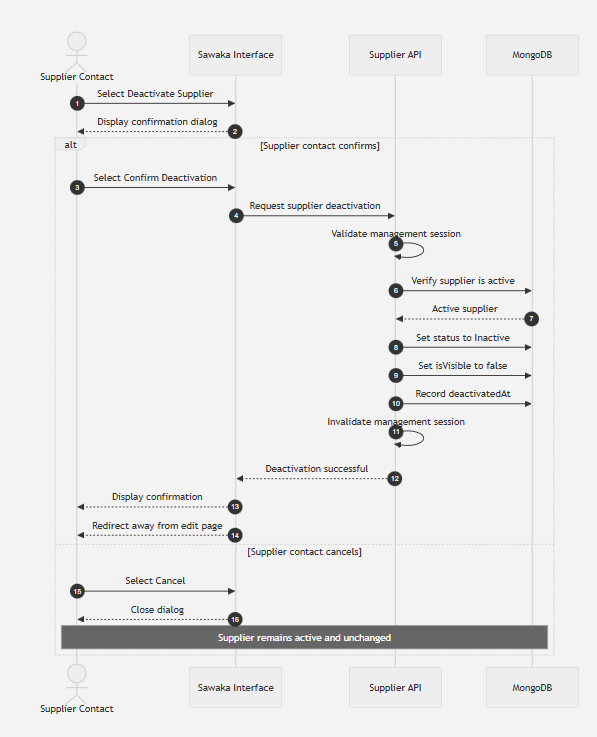 Supplier Contact
Sawaka Interface
Supplier API
MongoDB
1 Select Deactivate Supplier
Display confirmation dialog 2
alt [Supplier contact confirms]
3 Select Confirm Deactivation
4 Request supplier deactivation
Validate management session
5
6 Verify supplier is active
Active supplier 7
8 Set status to Inactive
9 Set isVisible to false
10 Record deactivatedAt
Invalidate management session
11
Deactivation successful 12
Display confirmation 13
Redirect away from edit page 14
[Supplier contact cancels]
15 Select Cancel
Close dialog 16
Supplier remains active and unchanged
Supplier Contact
Sawaka Interface
Supplier API
MongoDB